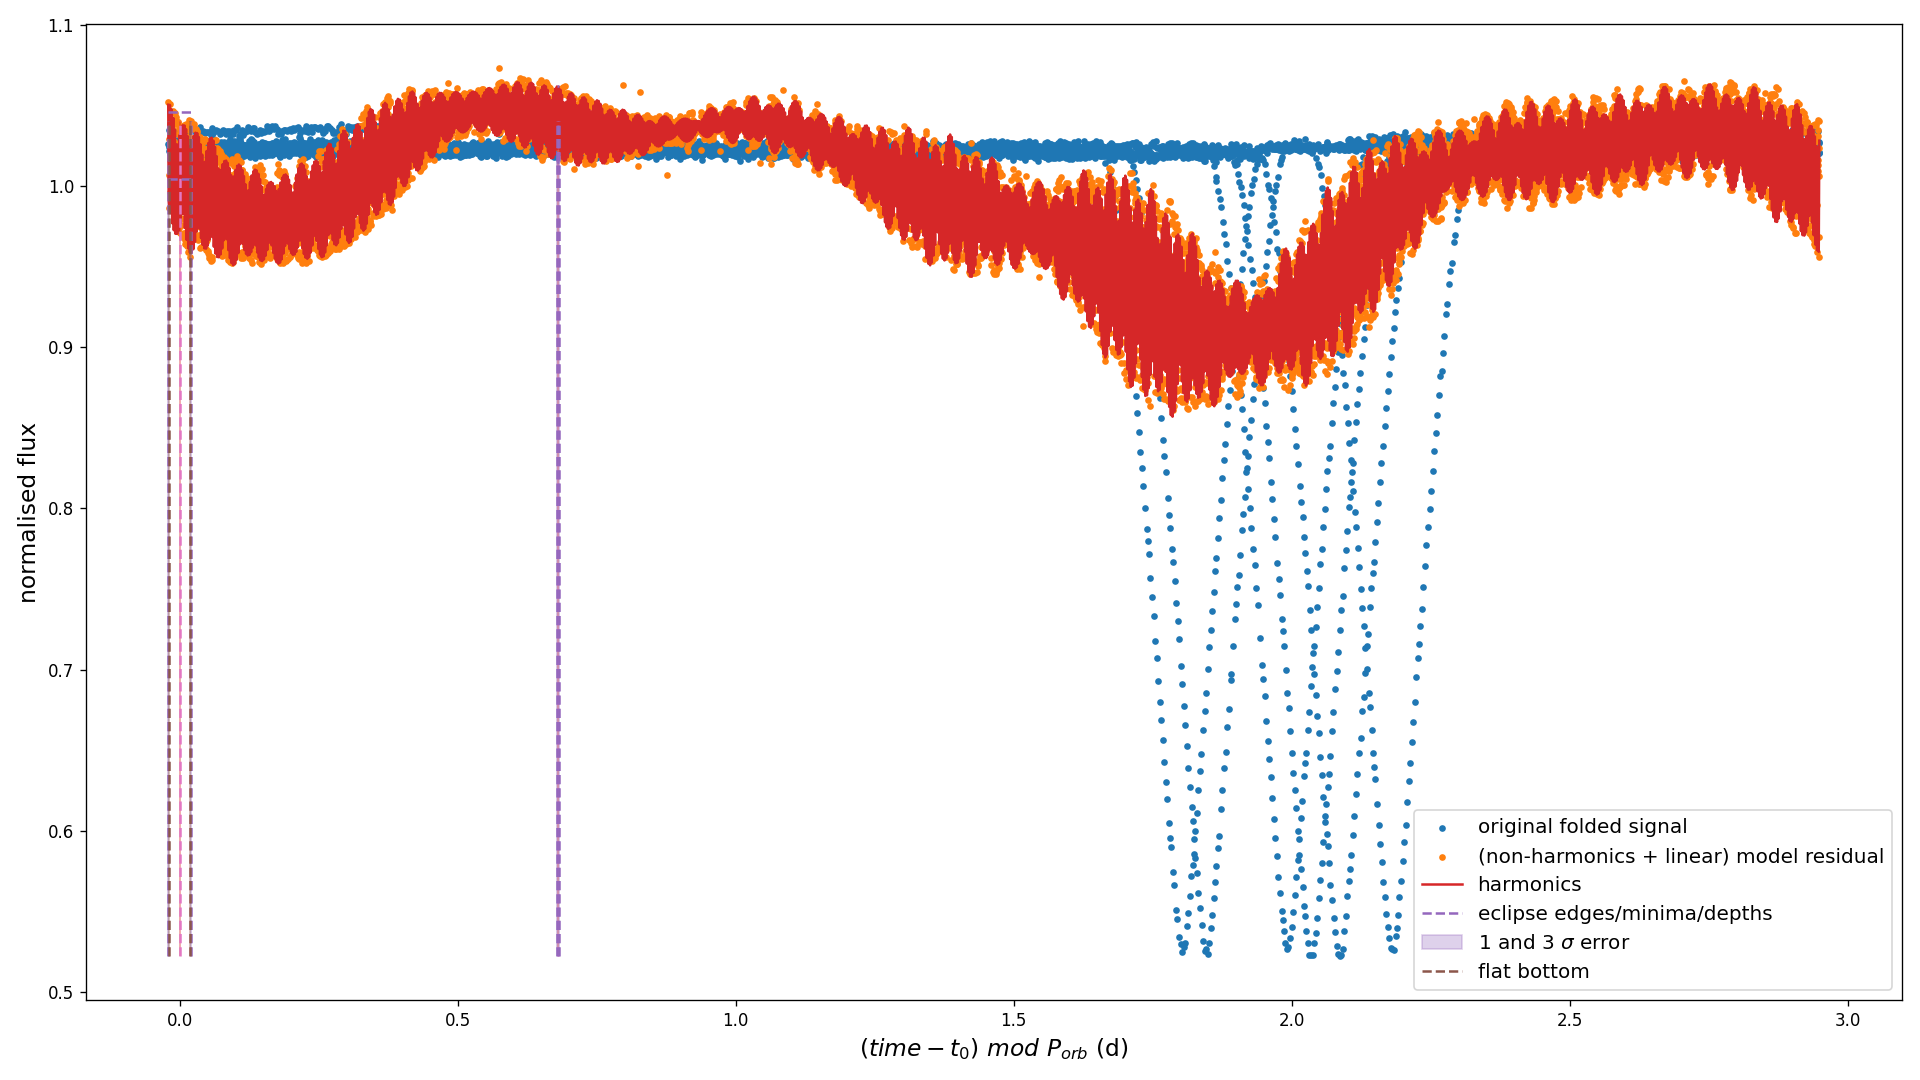 1.1
1.0
0.9
0.8
0.7
0.6
0.5
normalised flux
0.0
0.5
1.0
1.5
2.0
2.5
3.0
(time − t₀) mod P_orb (d)
original folded signal
(non-harmonics + linear) model residual
harmonics
eclipse edges/minima/depths
1 and 3 σ error
flat bottom